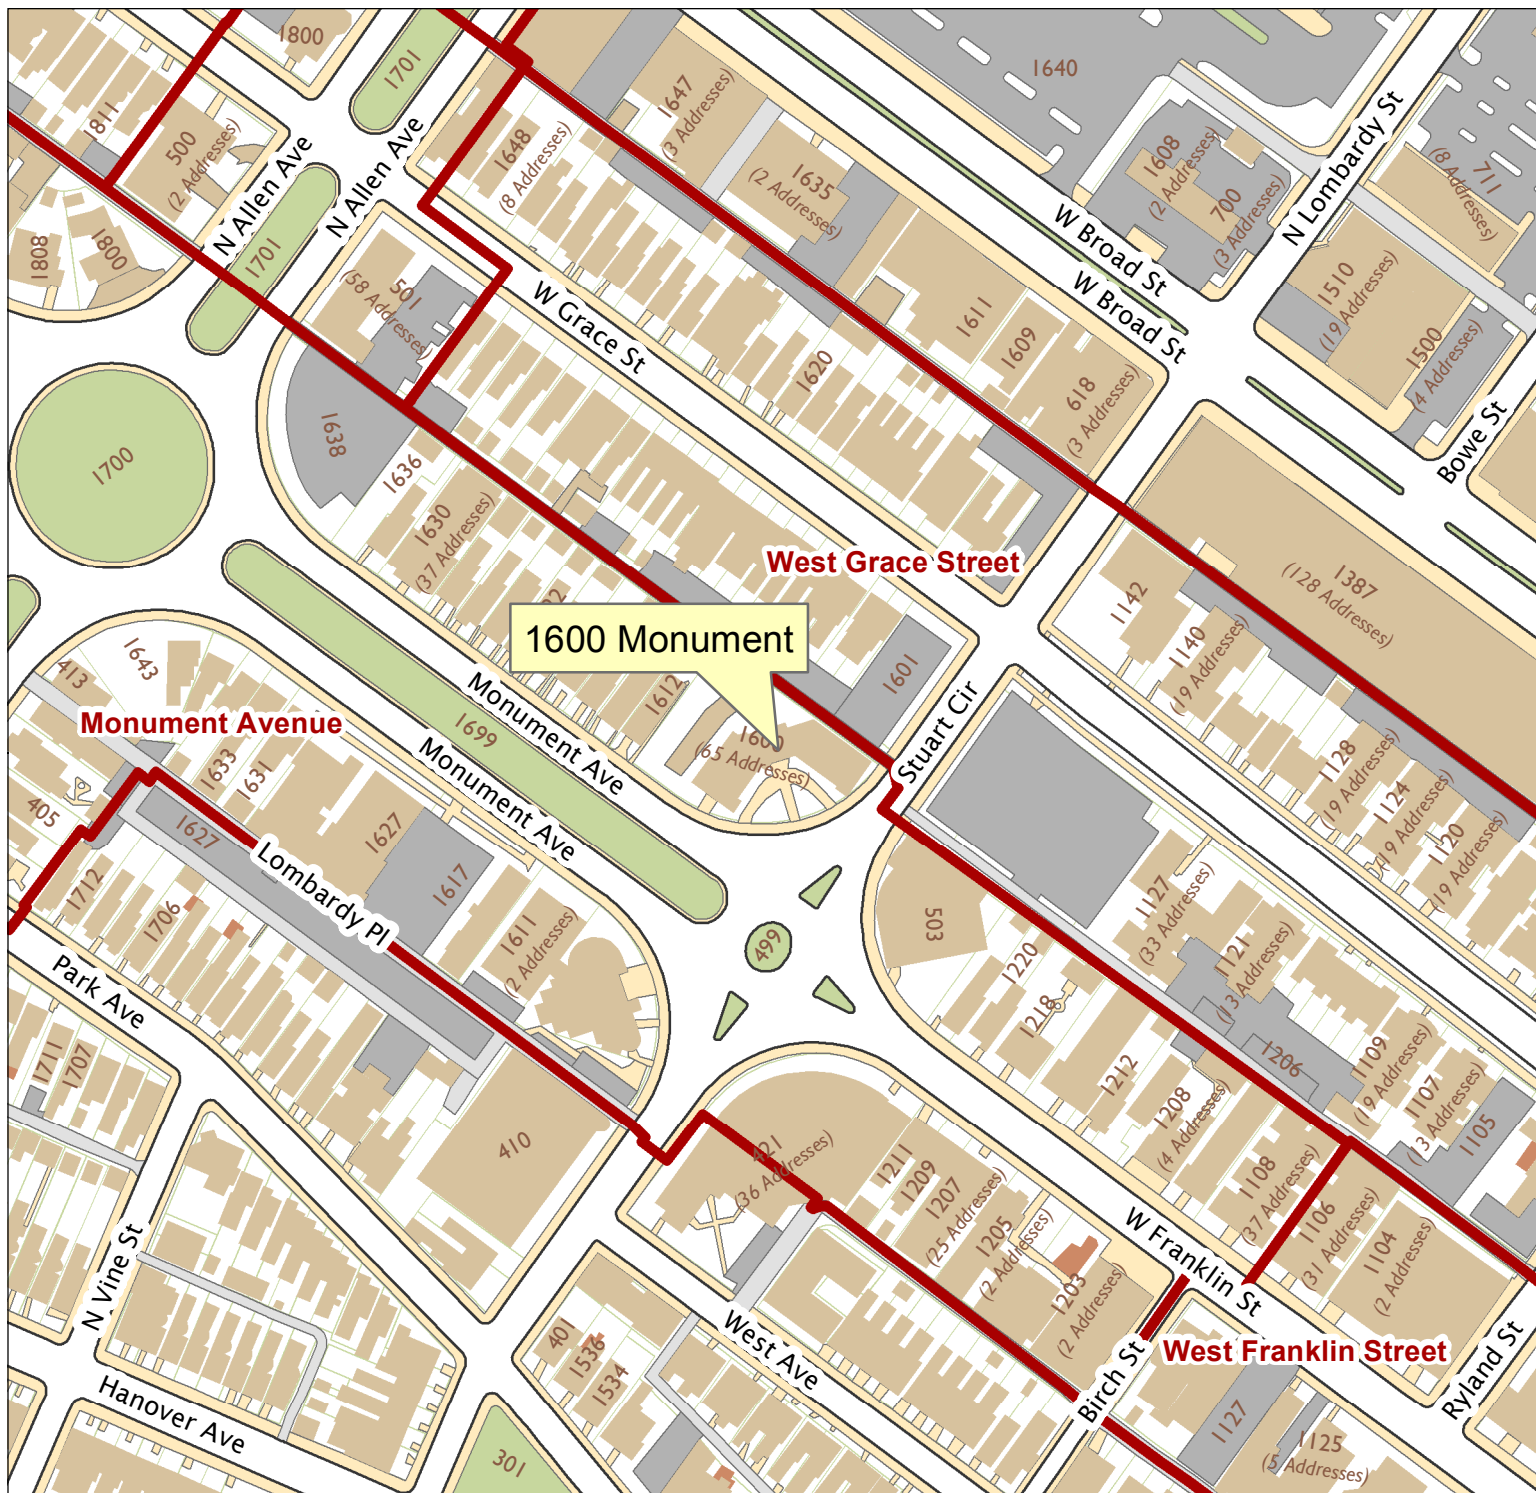 1800
1701
1811
500
(2 Addresses)
N Allen Ave
N Allen Ave
1808
1800
1701
1648
(8 Addresses)
1647
(3 Addresses)
1635
(2 Addresses)
1640
1608
(2 Addresses)
700
(3 Addresses)
N Lombardy St
711
(8 Addresses)
1510
(19 Addresses)
1500
(4 Addresses)
W Broad St
W Broad St
Bowe St
501
(58 Addresses)
W Grace St
1620
1611
1609
618
(3 Addresses)
1700
1638
1636
1630
(37 Addresses)
West Grace Street
1387
(128 Addresses)
1142
1140
(19 Addresses)
1600 Monument
1612
1601
1600
(65 Addresses)
Stuart Cir
1643
413
Monument Avenue
1699
Monument Ave
Monument Ave
1128
(19 Addresses)
1124
(19 Addresses)
1120
(19 Addresses)
1633
1631
405
1627
1627
1617
Lombardy Pl
1712
1706
1611
(2 Addresses)
499
503
1220
1218
1127
(33 Addresses)
1121
(13 Addresses)
1206
1109
(19 Addresses)
1107
(13 Addresses)
1105
1212
1208
(4 Addresses)
1108
(37 Addresses)
1106
(31 Addresses)
1104
(2 Addresses)
Park Ave
1711
1707
410
421
(36 Addresses)
1211
1209
1207
(25 Addresses)
1205
(2 Addresses)
1203
(2 Addresses)
W Franklin St
N Vine St
West Ave
401
1536
1534
Birch St
West Franklin Street
Ryland St
Hanover Ave
301
1127
1125
(5 Addresses)